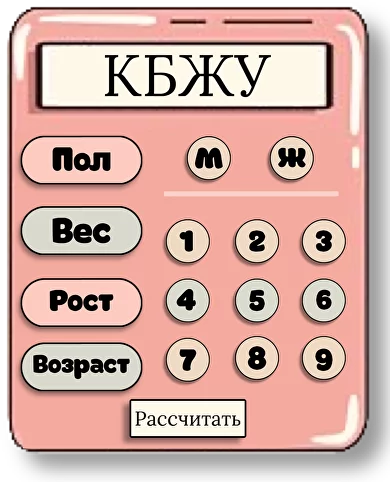 КБЖУ
Пол М Ж
Вес 1 2 3
Рост 4 5 6
Возраст 7 8 9
Рассчитать